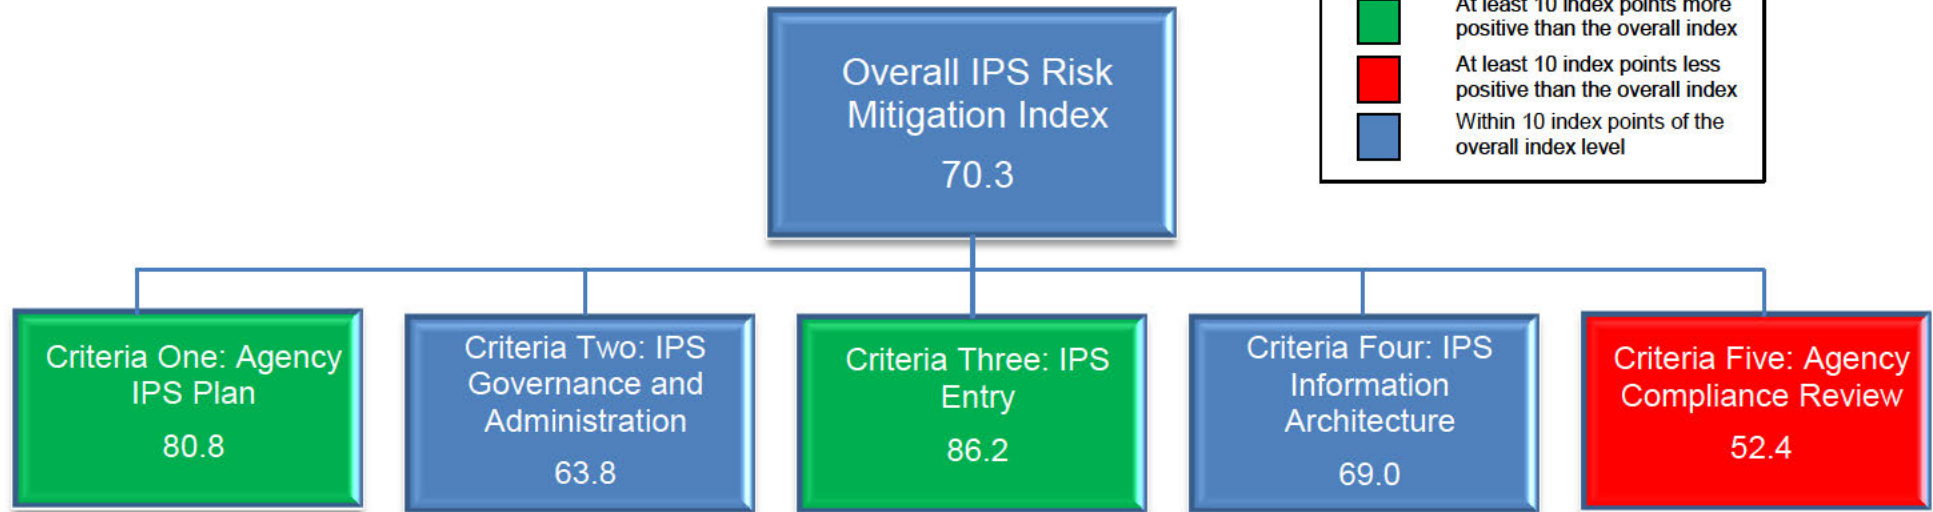 At least 10 index points more
positive than the overall index
At least 10 index points less
positive than the overall index
Within 10 index points of the
overall index level
Overall IPS Risk
Mitigation Index
70.3
Criteria One: Agency
IPS Plan
80.8
Criteria Two: IPS
Governance and
Administration
63.8
Criteria Three: IPS
Entry
86.2
Criteria Four: IPS
Information
Architecture
69.0
Criteria Five: Agency
Compliance Review
52.4